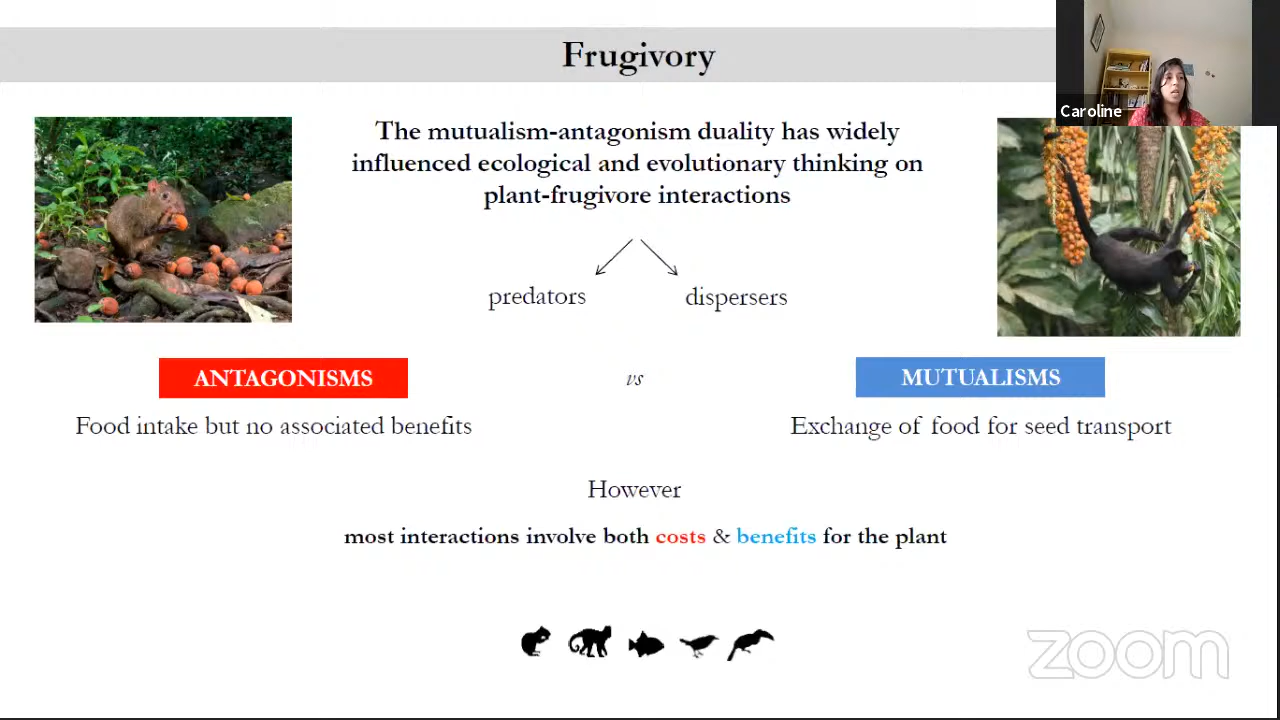 Frugivory
Caroline
The mutualism-antagonism duality has widely
influenced ecological and evolutionary thinking on
plant-frugivore interactions
predators
dispersers
ANTAGONISMS
vs
MUTUALISMS
Food intake but no associated benefits
Exchange of food for seed transport
However
most interactions involve both costs & benefits for the plant
zoom